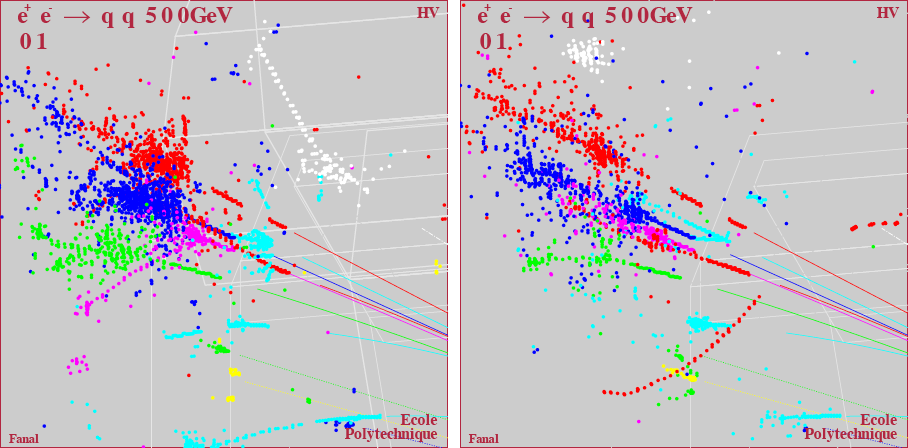 e⁺ e⁻ → q q 500GeV
HV
01
Ecole
Polytechnique
Fanal
e⁺ e⁻ → q q 500GeV
HV
01
Ecole
Polytechnique
Fanal